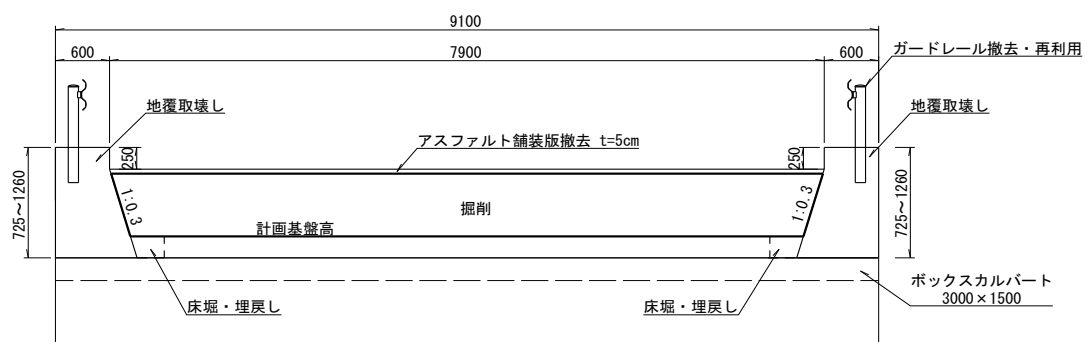 9100
600
7900
600
ガードレール撤去・再利用
地覆取壊し
地覆取壊し
アスファルト舗装版撤去 t=5cm
250
250
725～1260
725～1260
1:0.3
1:0.3
掘削
計画基盤高
ボックスカルバート
3000×1500
床堀・埋戻し
床堀・埋戻し